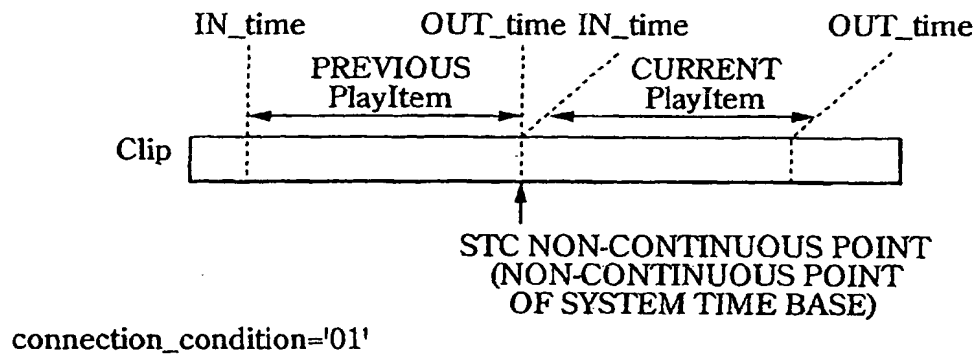 IN_time OUT_time IN_time OUT_time
PREVIOUS
PlayItem
CURRENT
PlayItem
Clip
STC NON-CONTINUOUS POINT
(NON-CONTINUOUS POINT
OF SYSTEM TIME BASE)
connection_condition='01'